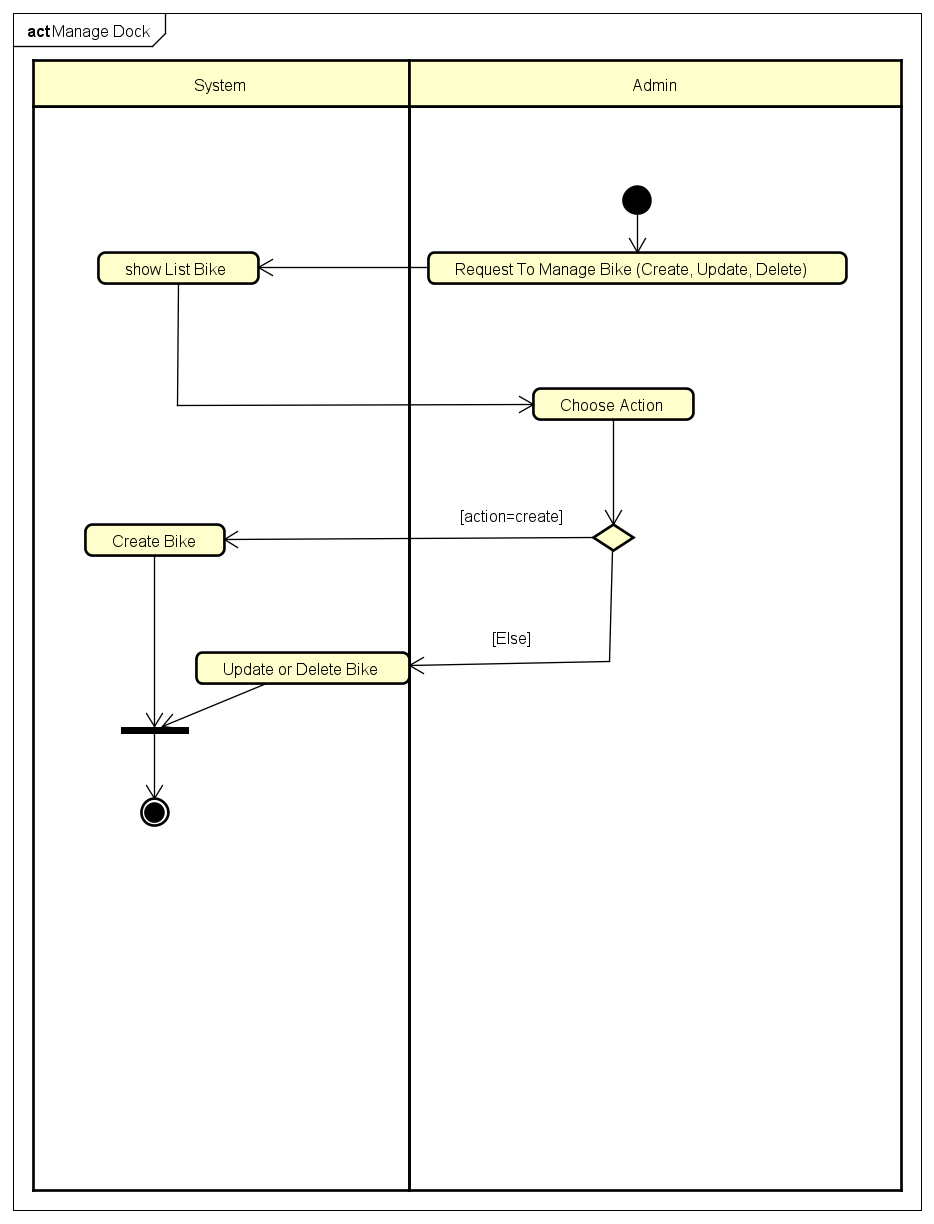 act Manage Dock
System
Admin
Request To Manage Bike (Create, Update, Delete)
show List Bike
Choose Action
[action=create]
Create Bike
[Else]
Update or Delete Bike